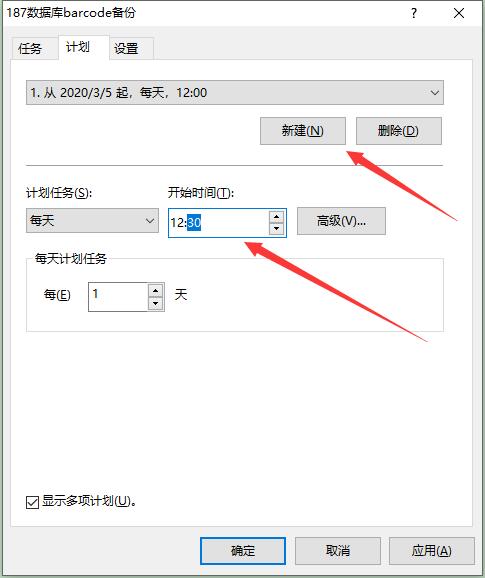 187数据库barcode备份
任务 计划 设置
1. 从 2020/3/5 起，每天，12:00
新建(N) 删除(D)
计划任务(S): 开始时间(T):
每天 12:30 高级(V)...
每天计划任务
每(E) 1 天
显示多项计划(U)。
确定 取消 应用(A)